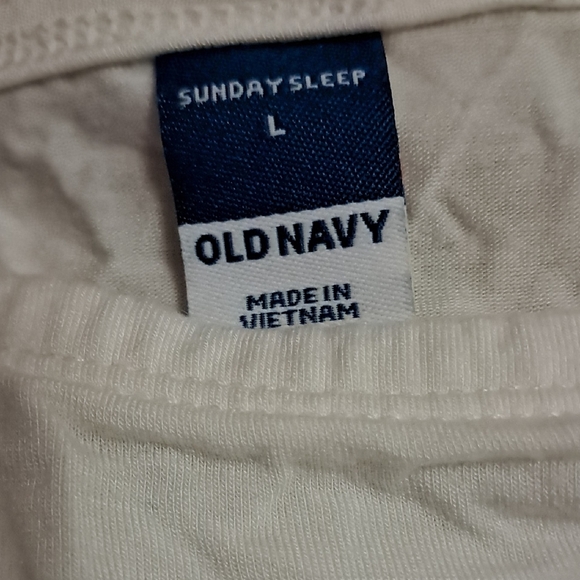 SUNDAY SLEEP
L
OLD NAVY
MADE IN
VIETNAM